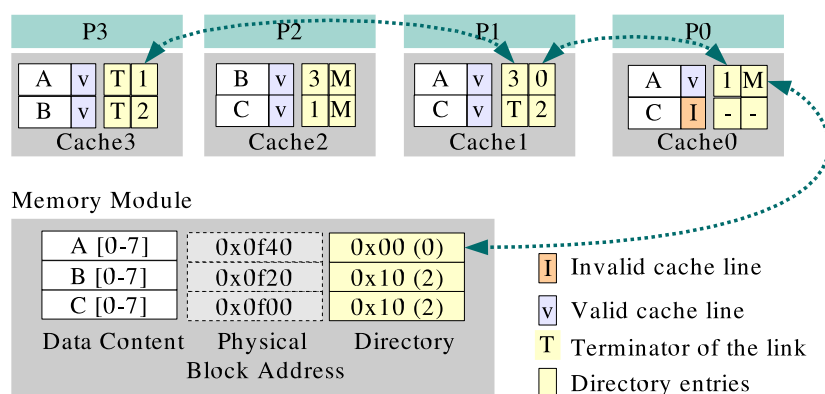 P3 P2 P1 P0
A v T 1 B v 3 M A v 3 0 A v 1 M
B v T 2 C v 1 M C v T 2 C I - -
Cache3 Cache2 Cache1 Cache0
Memory Module
A [0-7] 0x0f40 0x00 (0)
B [0-7] 0x0f20 0x10 (2)
C [0-7] 0x0f00 0x10 (2)
Data Content Physical Directory
Block Address
I Invalid cache line
v Valid cache line
T Terminator of the link
Directory entries